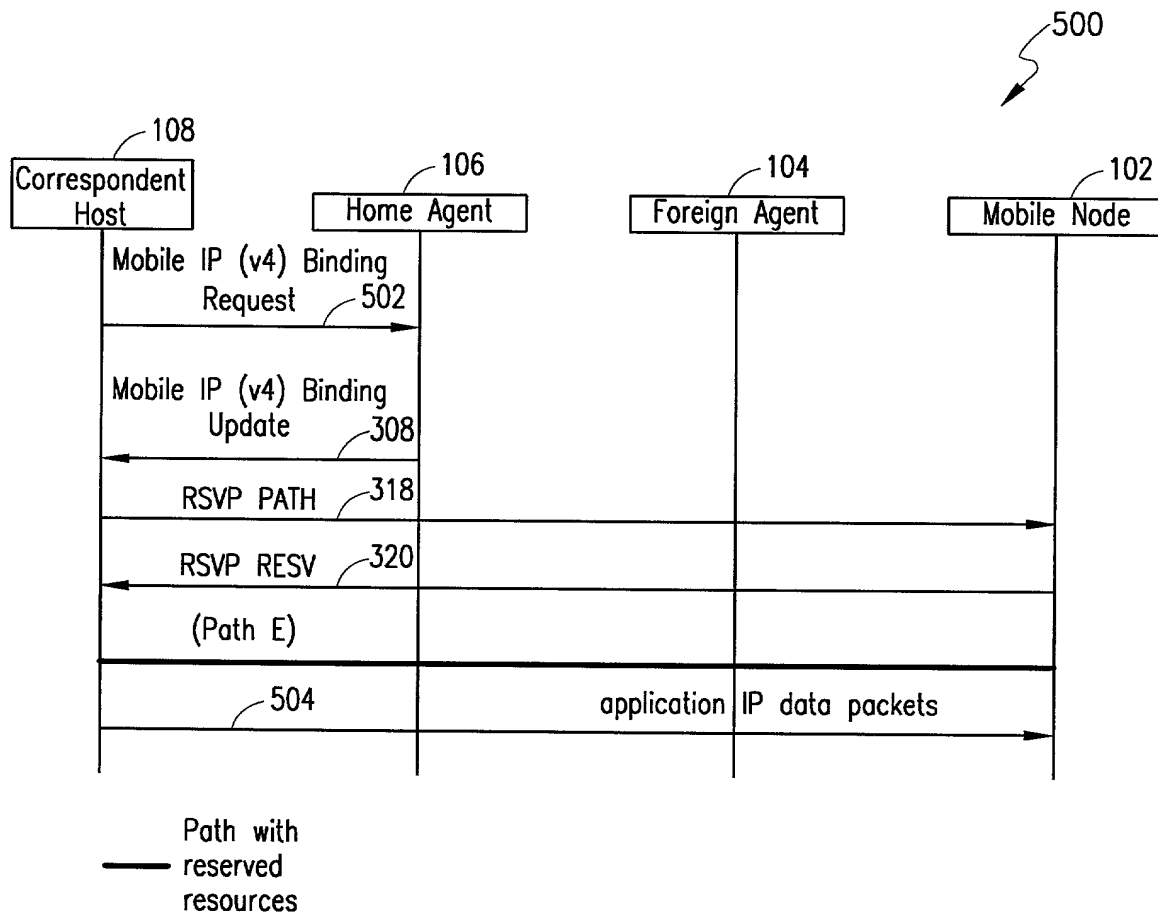 500
108
106
104
102
Correspondent
Host
Home Agent
Foreign Agent
Mobile Node
Mobile IP (v4) Binding
Request
502
Mobile IP (v4) Binding
Update
308
RSVP PATH
318
RSVP RESV
320
(Path E)
504
application IP data packets
Path with
reserved
resources